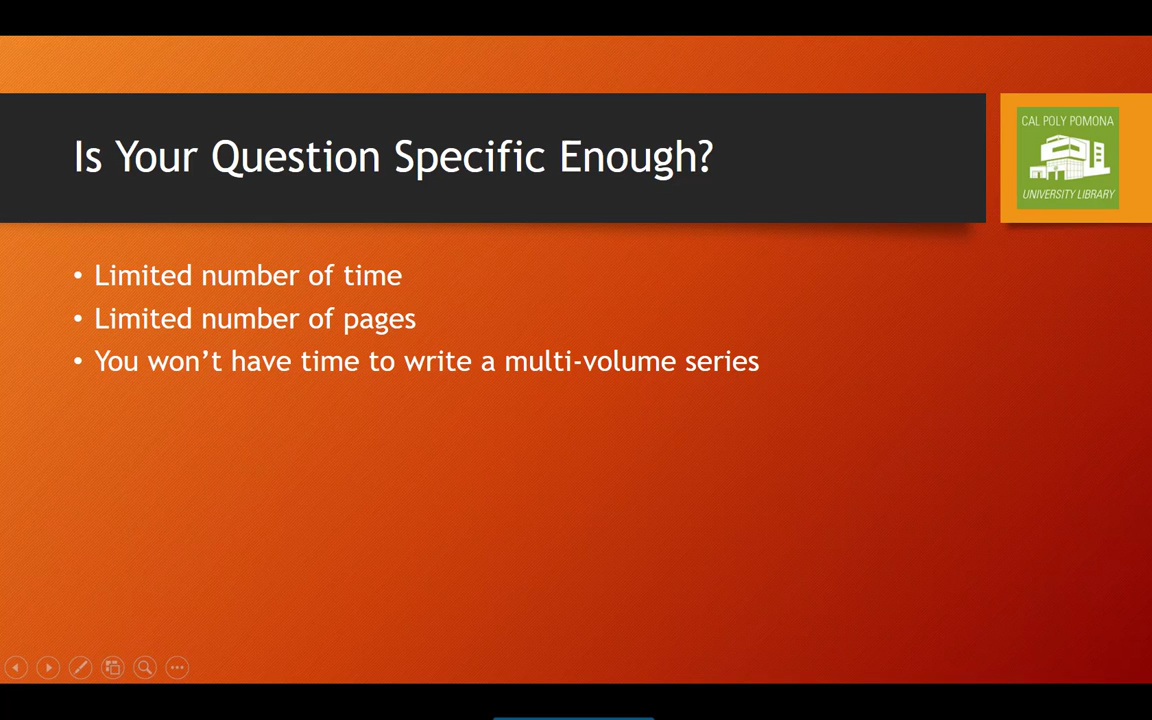 Is Your Question Specific Enough?
CAL POLY POMONA
UNIVERSITY LIBRARY
• Limited number of time
• Limited number of pages
• You won’t have time to write a multi-volume series